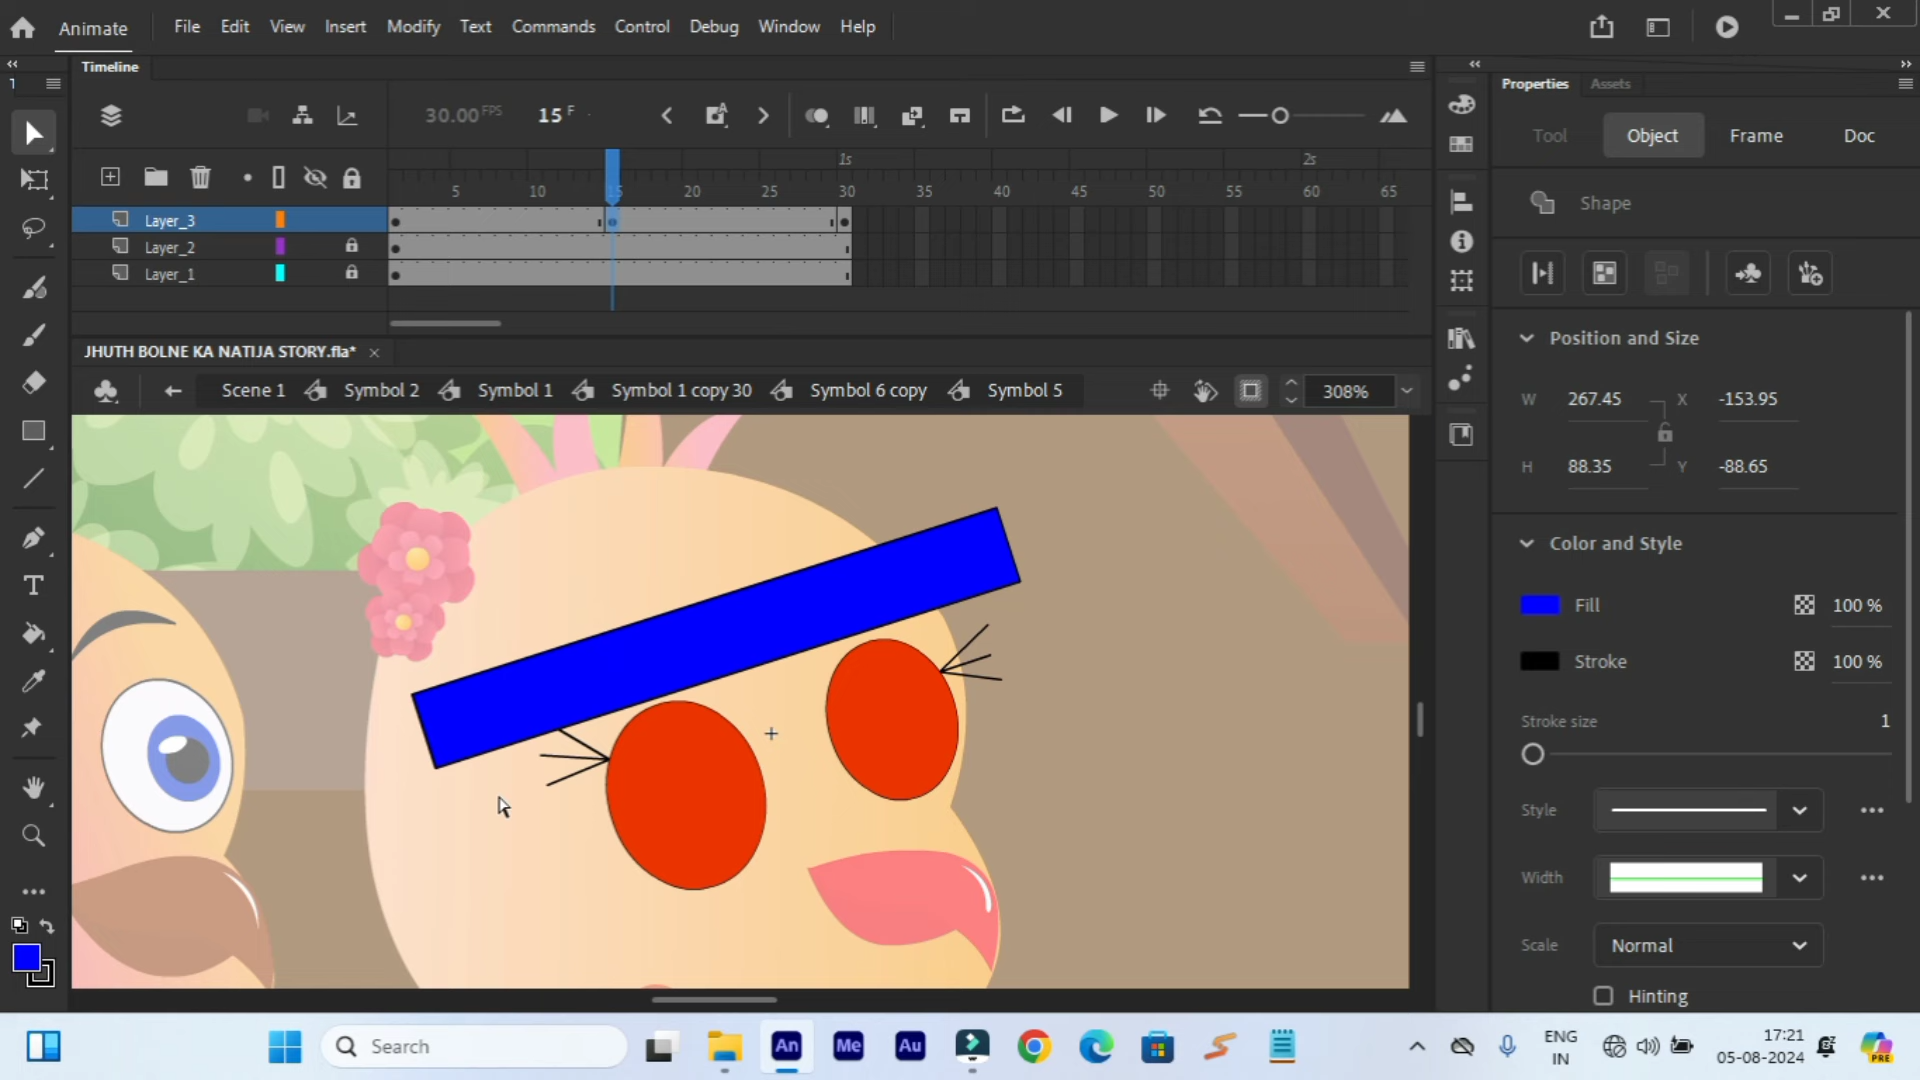 Animate File Edit View Insert Modify Text Commands Control Debug Window Help
Timeline
30.00 FPS 15 F
1s 2s
5 10 15 20 25 30 35 40 45 50 55 60 65
Layer_3
Layer_2
Layer_1
JHUTH BOLNE KA NATIJA STORY.fla*
Scene 1 Symbol 2 Symbol 1 Symbol 1 copy 30 Symbol 6 copy Symbol 5 308%
1
T
Properties Assets
Tool Object Frame Doc
Shape
Position and Size
W 267.45 X -153.95
H 88.35 Y -88.65
Color and Style
Fill 100 %
Stroke 100 %
Stroke size 1
Style
Width
Scale Normal
Hinting
Search
An Me Au
ENG
IN
17:21
05-08-2024
PRE